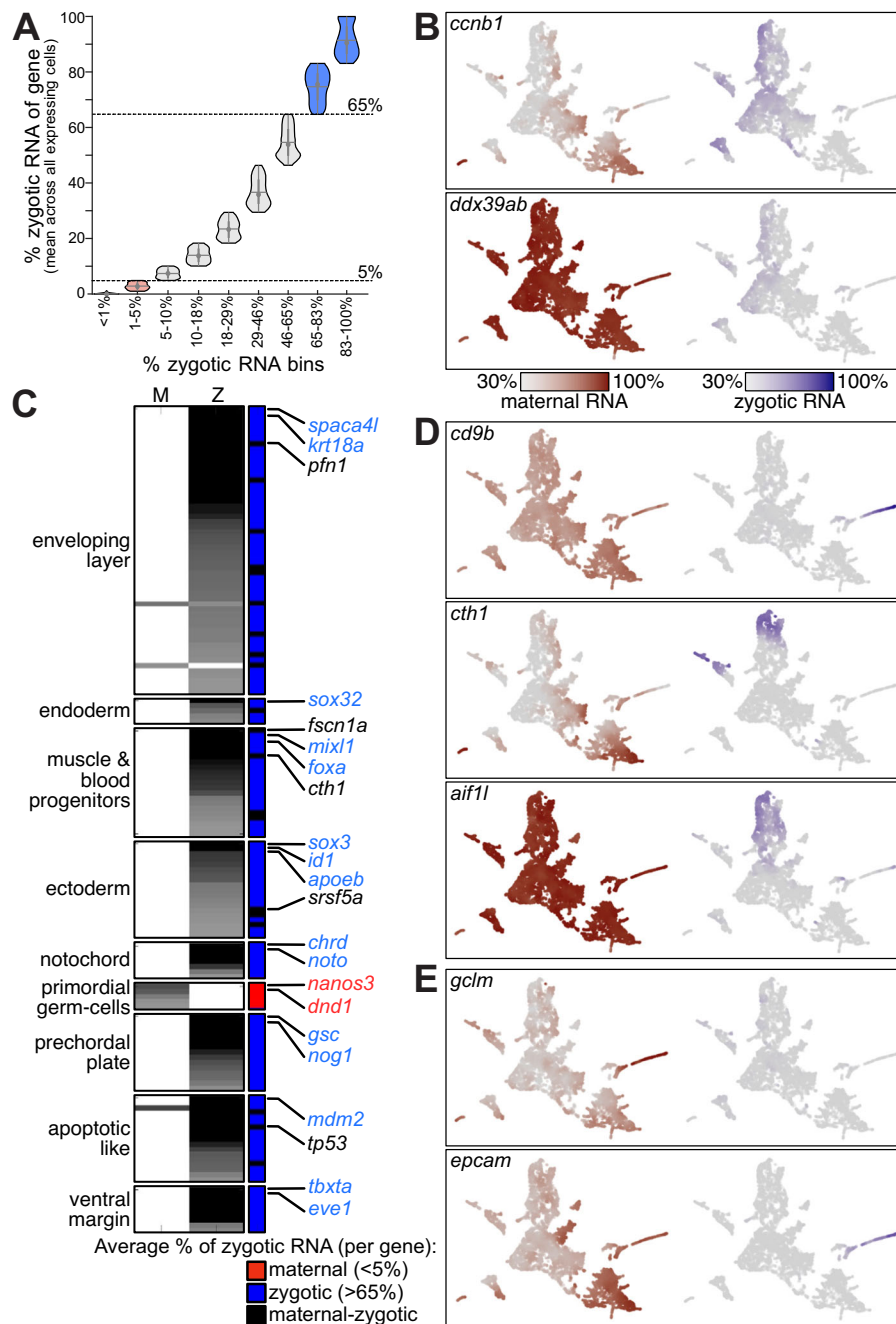 A
% zygotic RNA of gene
(mean across all expressing cells)
100
80
60
40
20
0
65%
5%
<1%
1-5%
5-10%
10-18%
18-29%
29-46%
46-65%
65-83%
83-100%
% zygotic RNA bins
B
ccnb1
ddx39ab
30% 100%
maternal RNA
30% 100%
zygotic RNA
C
M Z
enveloping
layer
spaca4l
krt18a
pfn1
endoderm
sox32
muscle &
blood
progenitors
fscn1a
mixl1
foxa
cth1
ectoderm
sox3
id1
apoeb
srsf5a
notochord
chrd
noto
primordial
germ-cells
nanos3
dnd1
prechordal
plate
gsc
nog1
apoptotic
like
mdm2
tp53
ventral
margin
tbxta
eve1
Average % of zygotic RNA (per gene):
maternal (<5%)
zygotic (>65%)
maternal-zygotic
D
cd9b
cth1
aif1l
E
gclm
epcam